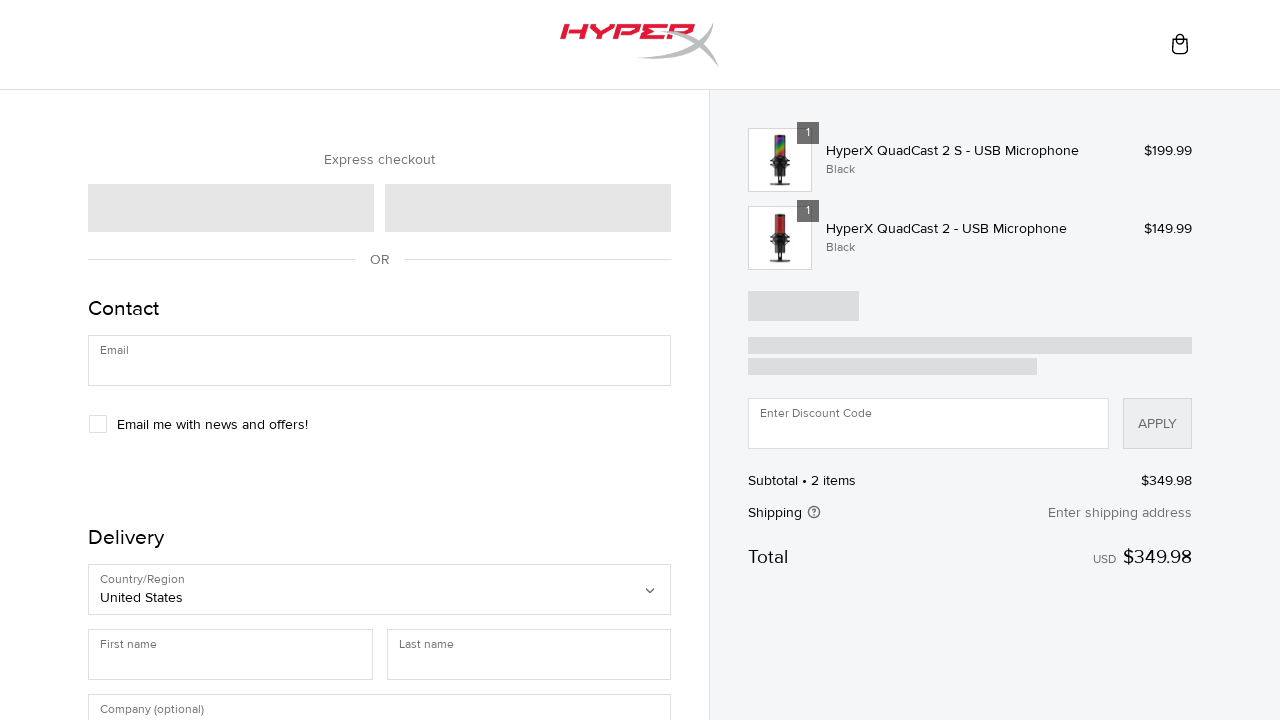 HYPERX
Express checkout
OR
Contact
Email
Email me with news and offers!
Delivery
Country/Region
United States
First name
Last name
Company (optional)
1
HyperX QuadCast 2 S - USB Microphone
$199.99
Black
1
HyperX QuadCast 2 - USB Microphone
$149.99
Black
Enter Discount Code
APPLY
Subtotal • 2 items
$349.98
Shipping
Enter shipping address
Total
USD $349.98